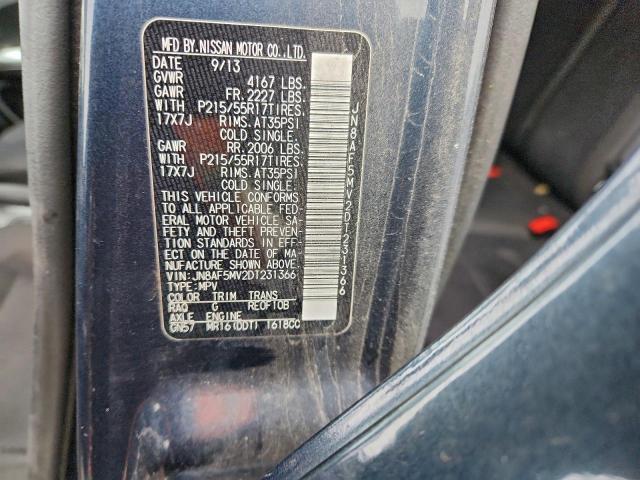 MFD BY.NISSAN MOTOR CO.,LTD.
DATE 9/13
GVWR 4167 LBS.
GAWR FR. 2227 LBS.
WITH P215/55R17TIRES.
17X7J RIMS. AT35PSI
COLD SINGLE.
GAWR RR. 2006 LBS.
WITH P215/55R17TIRES.
17X7J RIMS. AT35PSI
COLD SINGLE.
THIS VEHICLE CONFORMS
TO ALL APPLICABLE FED-
ERAL MOTOR VEHICLE SA-
FETY AND THEFT PREVEN-
TION STANDARDS IN EFF-
ECT ON THE DATE OF MA-
NUFACTURE SHOWN ABOVE.
VIN: JN8AF5MV2DT231366
TYPE:MPV
COLOR TRIM TRANS
RAQ G RE0F10B
AXLE ENGINE
GN57 MR16(DDT) 1618CC
JN8AF5MV2DT231366